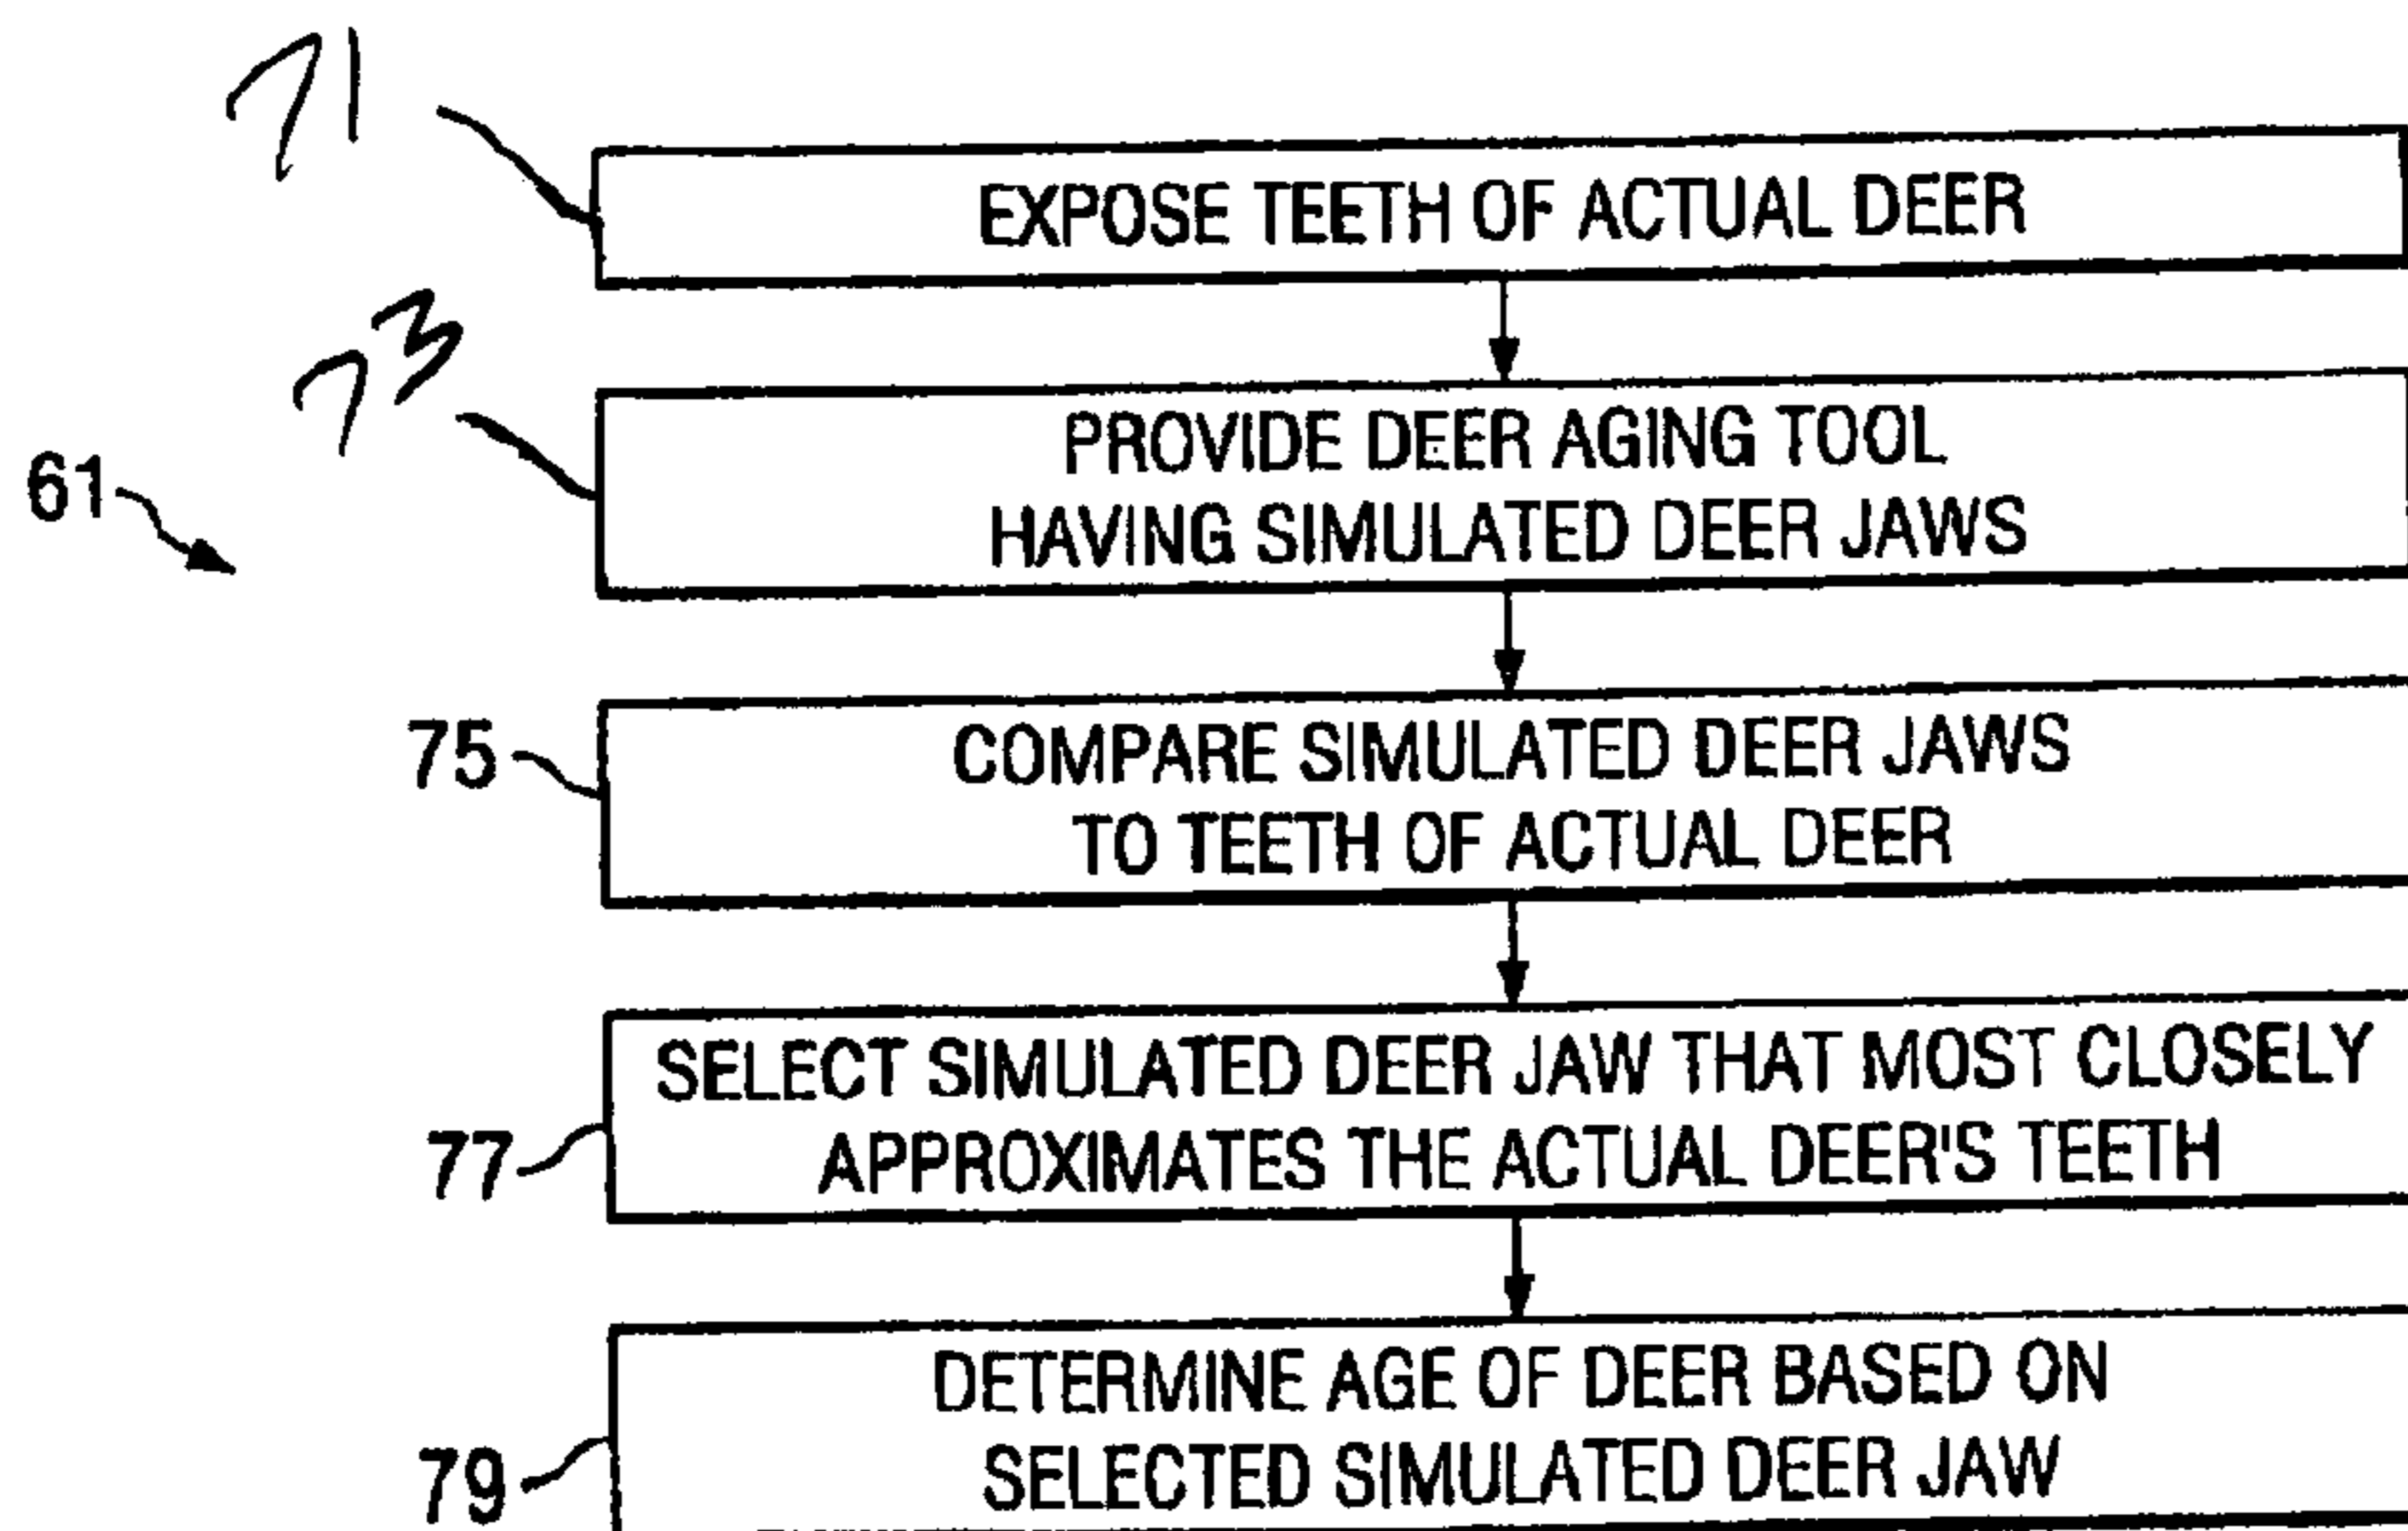 71
EXPOSE TEETH OF ACTUAL DEER
73
PROVIDE DEER AGING TOOL
HAVING SIMULATED DEER JAWS
61
75
COMPARE SIMULATED DEER JAWS
TO TEETH OF ACTUAL DEER
SELECT SIMULATED DEER JAW THAT MOST CLOSELY
APPROXIMATES THE ACTUAL DEER'S TEETH
77
DETERMINE AGE OF DEER BASED ON
SELECTED SIMULATED DEER JAW
79